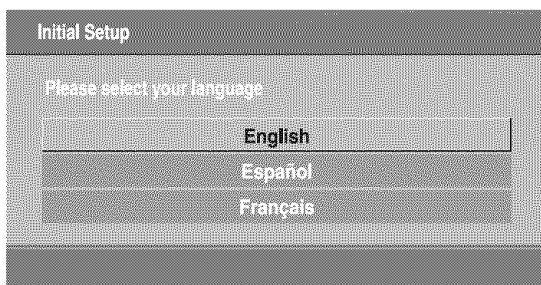 Initial Setup
Please select your language
English
Español
Français